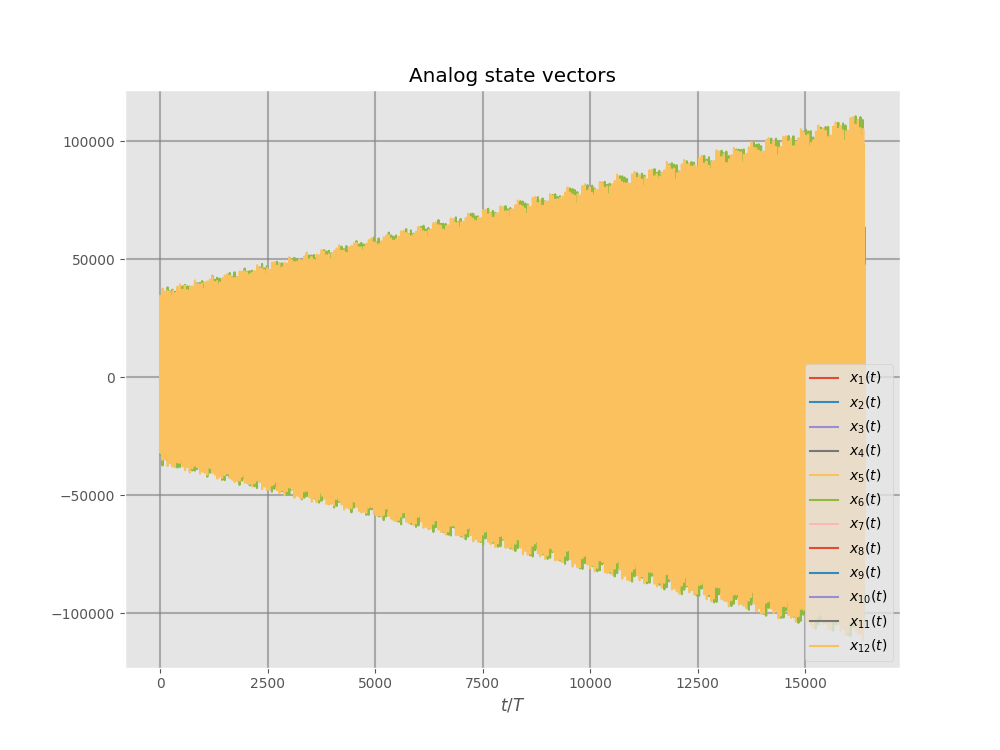 Analog state vectors
100000
50000
0
−50000
−100000
0 2500 5000 7500 10000 12500 15000
t/T
x₁(t)
x₂(t)
x₃(t)
x₄(t)
x₅(t)
x₆(t)
x₇(t)
x₈(t)
x₉(t)
x₁₀(t)
x₁₁(t)
x₁₂(t)